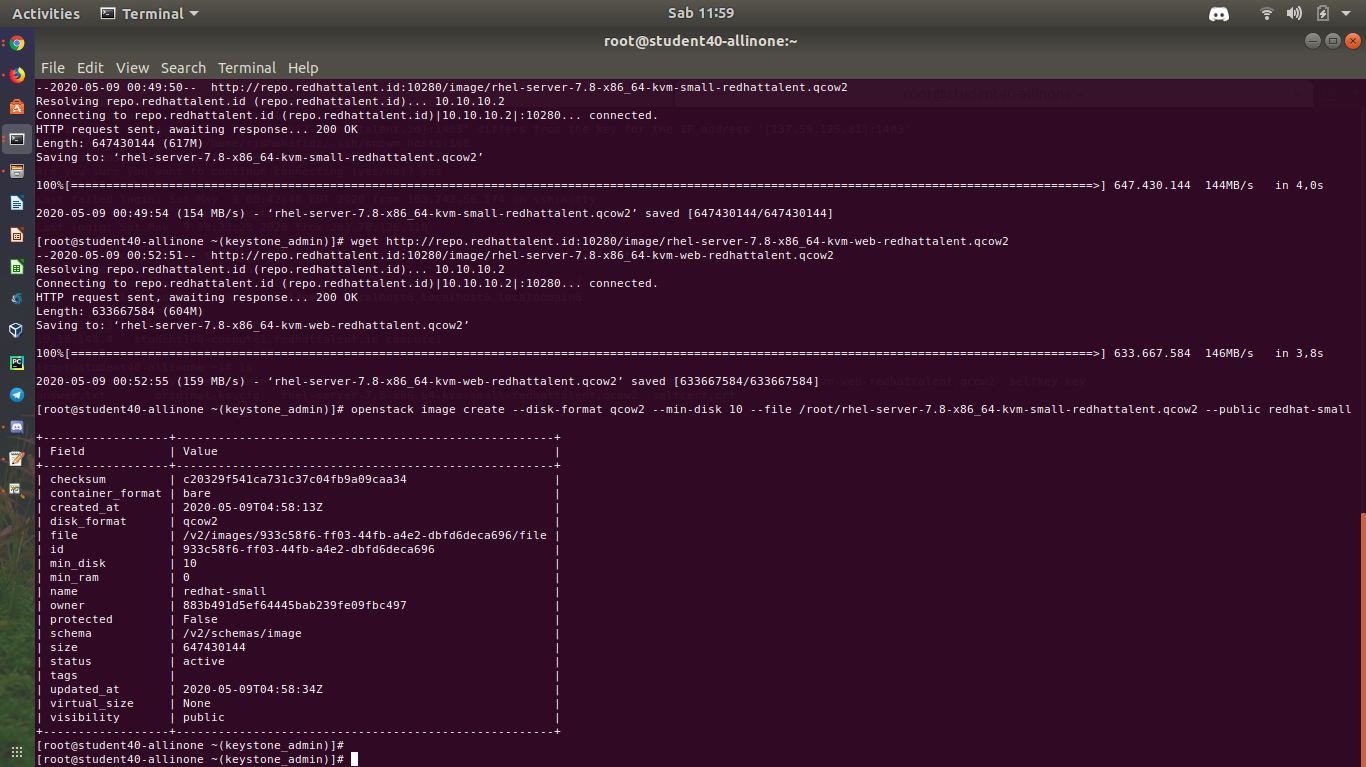 Activities Terminal Sab 11:59
root@student40-allinone:~
File Edit View Search Terminal Help
--2020-05-09 00:49:50--  http://repo.redhattalent.id:10280/image/rhel-server-7.8-x86_64-kvm-small-redhattalent.qcow2
Resolving repo.redhattalent.id (repo.redhattalent.id)... 10.10.10.2
Connecting to repo.redhattalent.id (repo.redhattalent.id)|10.10.10.2|:10280... connected.
HTTP request sent, awaiting response... 200 OK
Length: 647430144 (617M)
Saving to: ‘rhel-server-7.8-x86_64-kvm-small-redhattalent.qcow2’
100%[==================================================================================================================================================>] 647.430.144  144MB/s   in 4,0s
2020-05-09 00:49:54 (154 MB/s) - ‘rhel-server-7.8-x86_64-kvm-small-redhattalent.qcow2’ saved [647430144/647430144]
[root@student40-allinone ~(keystone_admin)]# wget http://repo.redhattalent.id:10280/image/rhel-server-7.8-x86_64-kvm-web-redhattalent.qcow2
--2020-05-09 00:52:51--  http://repo.redhattalent.id:10280/image/rhel-server-7.8-x86_64-kvm-web-redhattalent.qcow2
Resolving repo.redhattalent.id (repo.redhattalent.id)... 10.10.10.2
Connecting to repo.redhattalent.id (repo.redhattalent.id)|10.10.10.2|:10280... connected.
HTTP request sent, awaiting response... 200 OK
Length: 633667584 (604M)
Saving to: ‘rhel-server-7.8-x86_64-kvm-web-redhattalent.qcow2’
100%[==================================================================================================================================================>] 633.667.584  146MB/s   in 3,8s
2020-05-09 00:52:55 (159 MB/s) - ‘rhel-server-7.8-x86_64-kvm-web-redhattalent.qcow2’ saved [633667584/633667584]
[root@student40-allinone ~(keystone_admin)]# openstack image create --disk-format qcow2 --min-disk 10 --file /root/rhel-server-7.8-x86_64-kvm-small-redhattalent.qcow2 --public redhat-small
+------------------+------------------------------------------------------+
| Field            | Value                                                |
+------------------+------------------------------------------------------+
| checksum         | c20329f541ca731c37c04fb9a09caa34                     |
| container_format | bare                                                 |
| created_at       | 2020-05-09T04:58:13Z                                 |
| disk_format      | qcow2                                                |
| file             | /v2/images/933c58f6-ff03-44fb-a4e2-dbfd6deca696/file |
| id               | 933c58f6-ff03-44fb-a4e2-dbfd6deca696                 |
| min_disk         | 10                                                   |
| min_ram          | 0                                                    |
| name             | redhat-small                                         |
| owner            | 883b491d5ef64445bab239fe09fbc497                     |
| protected        | False                                                |
| schema           | /v2/schemas/image                                    |
| size             | 647430144                                            |
| status           | active                                               |
| tags             |                                                      |
| updated_at       | 2020-05-09T04:58:34Z                                 |
| virtual_size     | None                                                 |
| visibility       | public                                               |
+------------------+------------------------------------------------------+
[root@student40-allinone ~(keystone_admin)]#
[root@student40-allinone ~(keystone_admin)]#